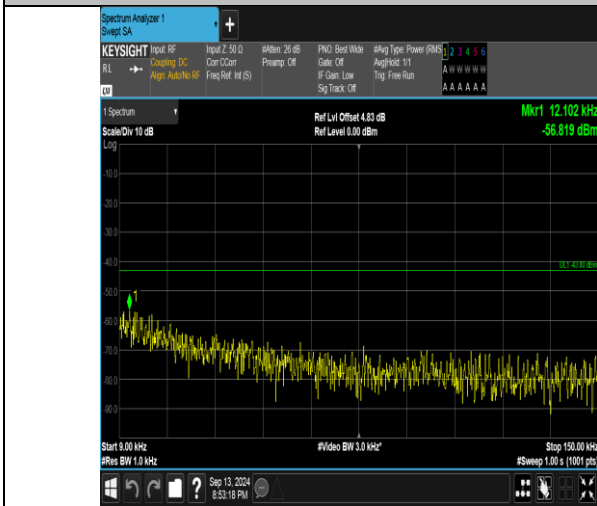 Spectrum Analyzer 1
Swept SA
+
KEYSIGHT
RL
Input: RF
Coupling: DC
Align: Auto/No RF
Input Z: 50 Ω
Corr CCorr
Freq Ref: Int (S)
#Atten: 26 dB
Preamp: Off
PNO: Best Wide
Gate: Off
IF Gain: Low
Sig Track: Off
#Avg Type: Power (RMS
Avg|Hold: 1/1
Trig: Free Run
1 2 3 4 5 6
A W W W W W
A A A A A A
1 Spectrum
Scale/Div 10 dB
Log
Ref Lvl Offset 4.83 dB
Ref Level 0.00 dBm
Mkr1 12.102 kHz
-56.819 dBm
-10.0
-20.0
-30.0
-40.0
DL1 -43.00 dBm
-50.0
1
-60.0
-70.0
-80.0
-90.0
Start 9.00 kHz
#Res BW 1.0 kHz
#Video BW 3.0 kHz*
Stop 150.00 kHz
#Sweep 1.00 s (1001 pts)
?
Sep 13, 2024
8:53:18 PM